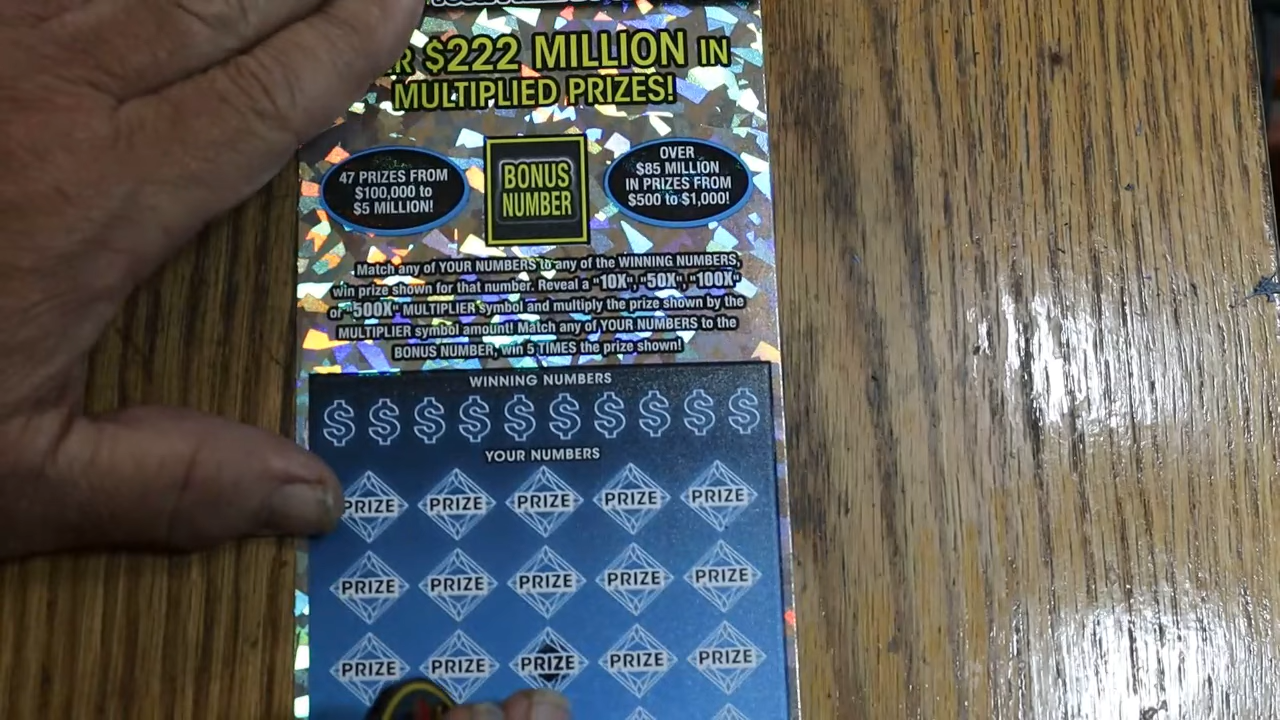 $222 MILLION IN
MULTIPLIED PRIZES!
47 PRIZES FROM
$100,000 to
$5 MILLION!
BONUS
NUMBER
OVER
$85 MILLION
IN PRIZES FROM
$500 to $1,000!
Match any of YOUR NUMBERS to any of the WINNING NUMBERS,
win prize shown for that number. Reveal a "10X", "50X", "100X"
or "500X" MULTIPLIER symbol and multiply the prize shown by the
MULTIPLIER symbol amount! Match any of YOUR NUMBERS to the
BONUS NUMBER, win 5 TIMES the prize shown!
WINNING NUMBERS
$ $ $ $ $ $ $ $ $ $
YOUR NUMBERS
PRIZE PRIZE PRIZE PRIZE PRIZE
PRIZE PRIZE PRIZE PRIZE PRIZE
PRIZE PRIZE PRIZE PRIZE PRIZE